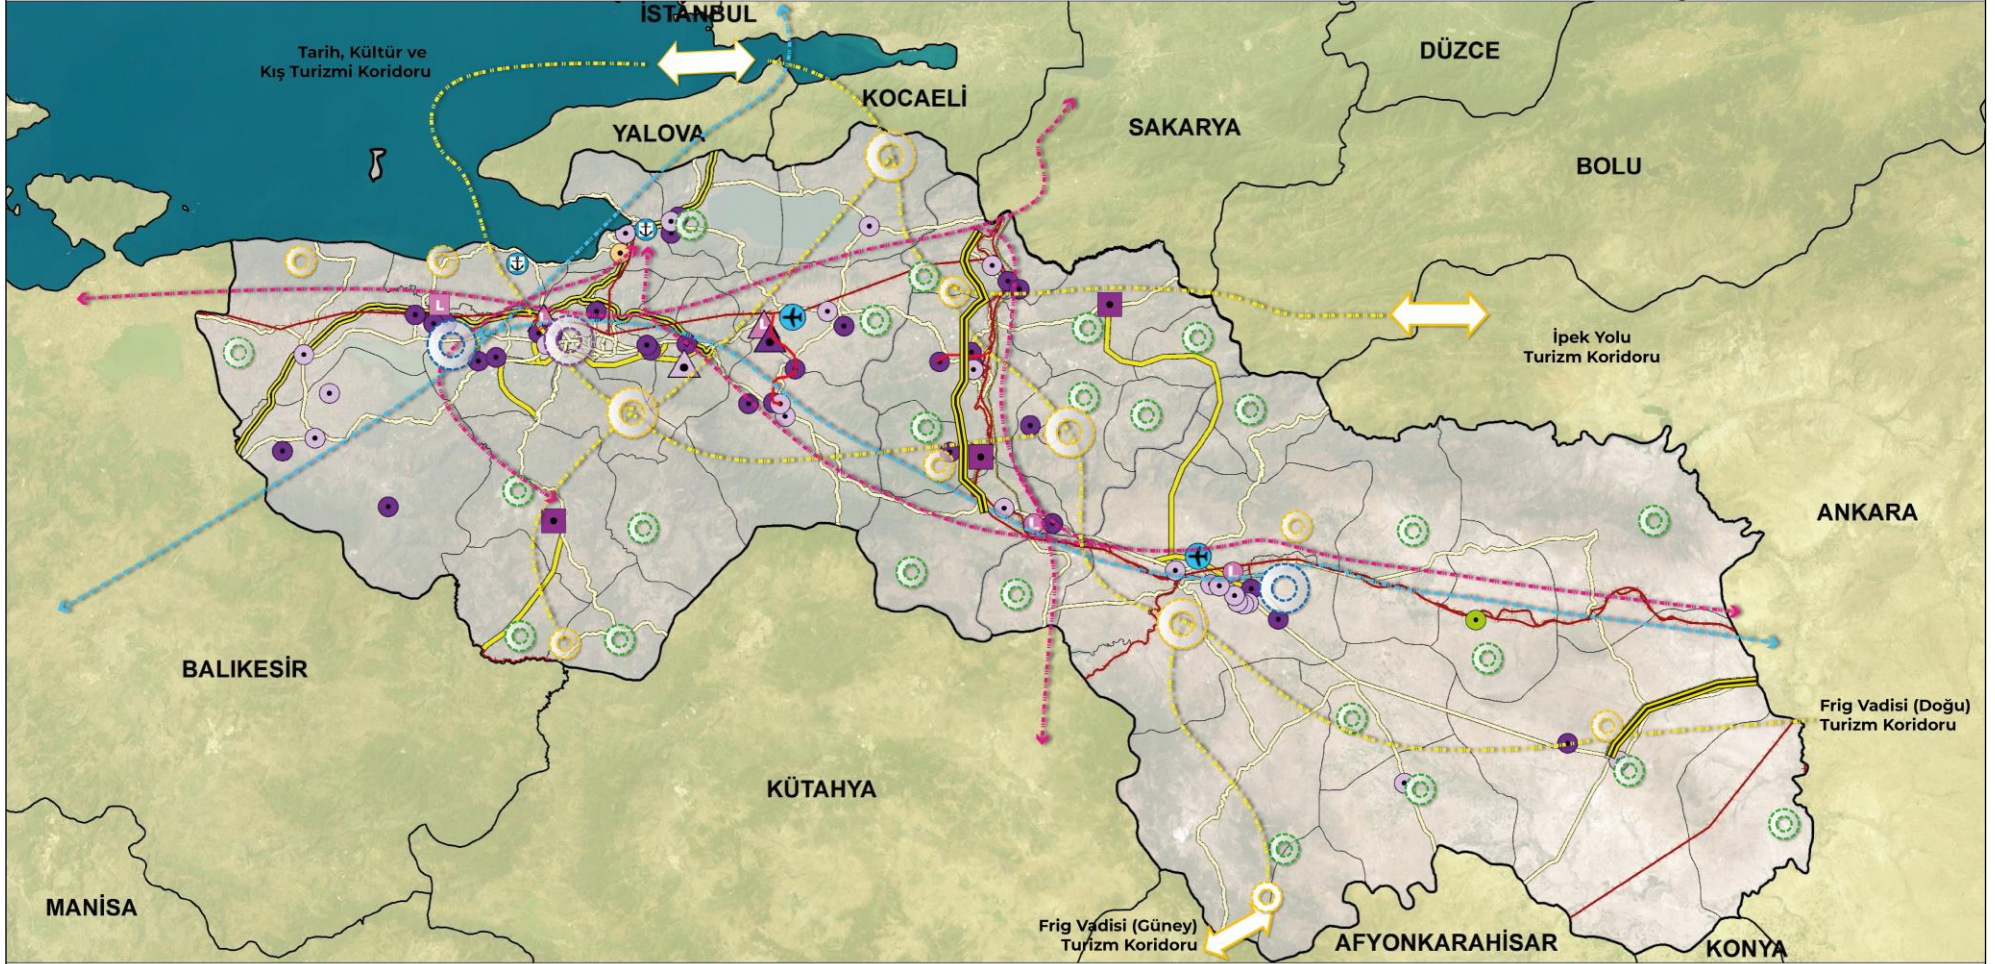 İSTANBUL
Tarih, Kültür ve
Kış Turizmi Koridoru
DÜZCE
KOCAELİ
YALOVA
SAKARYA
BOLU
L
L
İpek Yolu
Turizm Koridoru
ANKARA
L
L
BALIKESİR
Frig Vadisi (Doğu)
Turizm Koridoru
KÜTAHYA
MANİSA
Frig Vadisi (Güney)
Turizm Koridoru
AFYONKARAHİSAR
KONYA